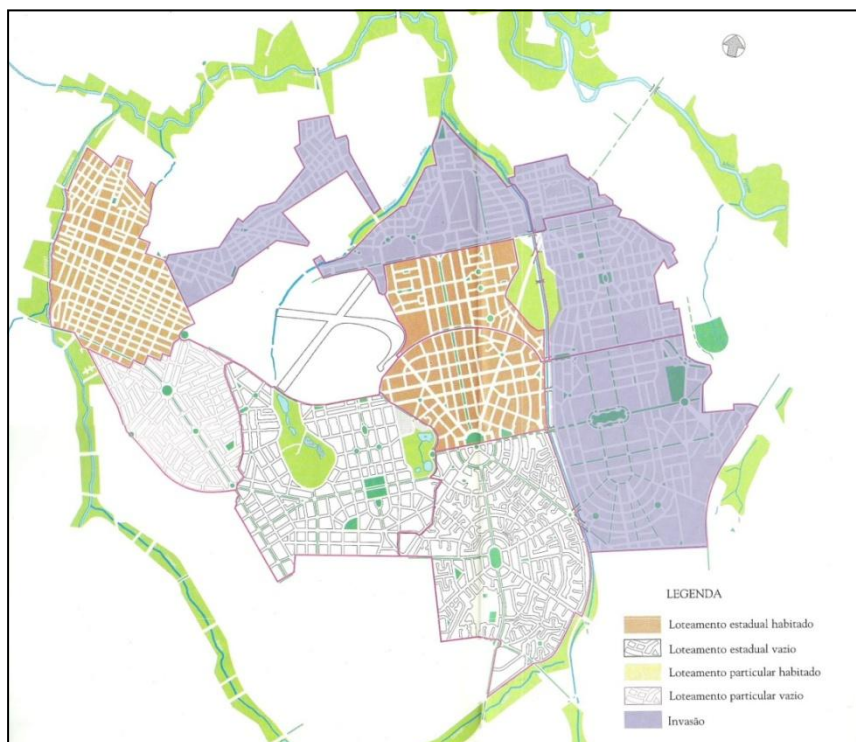 LEGENDA
Loteamento estadual habitado
Loteamento estadual vazio
Loteamento particular habitado
Loteamento particular vazio
Invasão